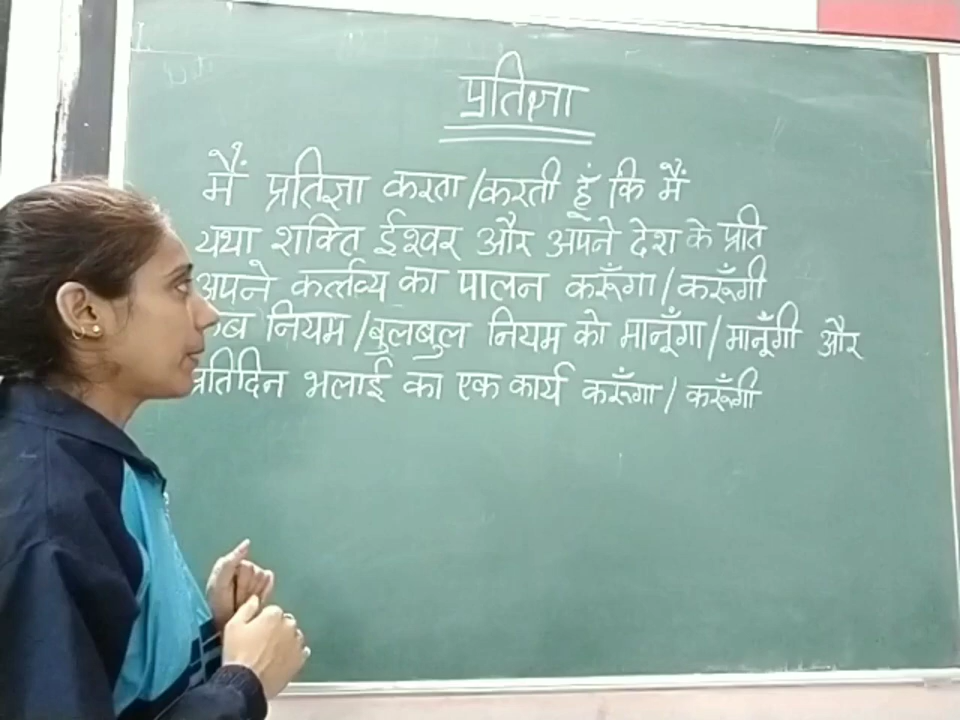 प्रतिज्ञा
मैं प्रतिज्ञा करता/करती हूँ कि मैं
यथा शक्ति ईश्वर और अपने देश के प्रति
अपने कर्त्तव्य का पालन करूँगा/करूँगी
नियम/बुलबुल नियम को मानूँगा/मानूँगी और
प्रतिदिन भलाई का एक कार्य करूँगा/करूँगी